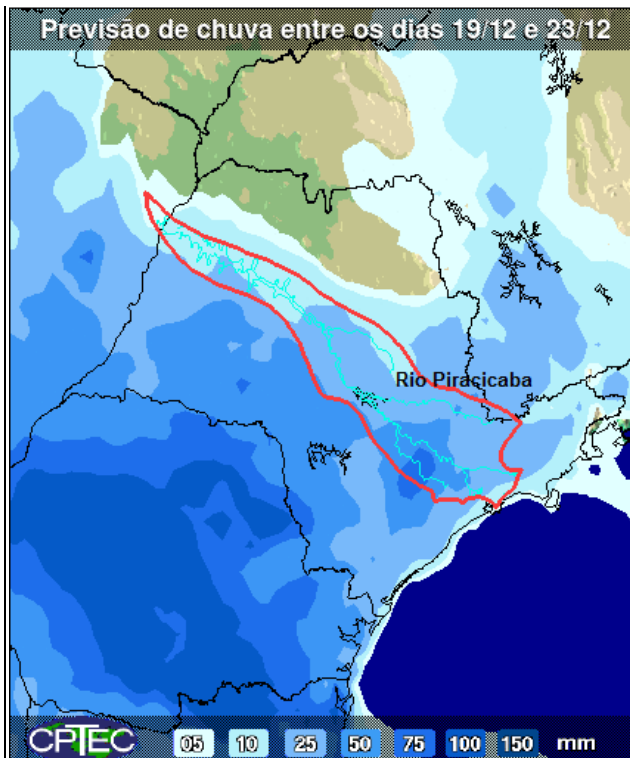 Previsão de chuva entre os dias 19/12 e 23/12
Rio Piracicaba
CPTEC 05 10 25 50 75 100 150 mm